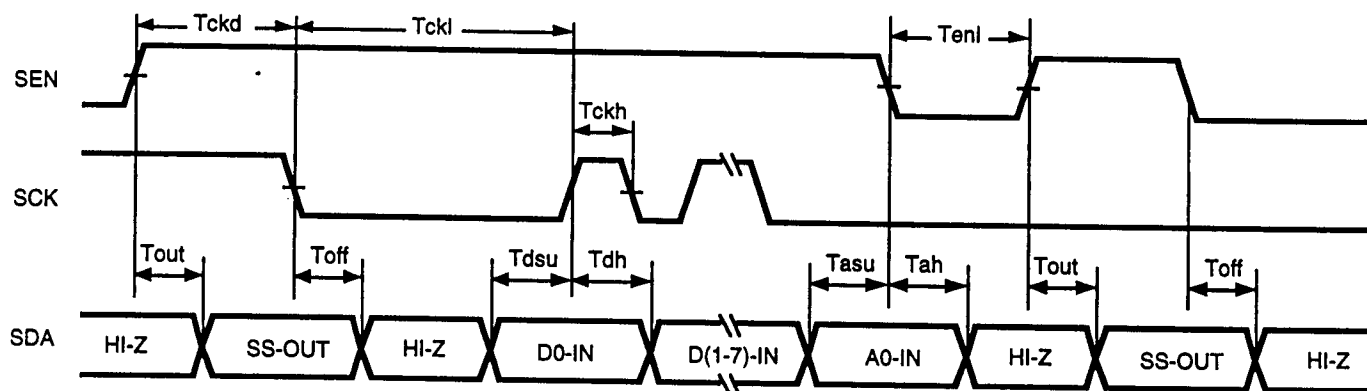 Tckd Tckl Tenl
SEN
Tckh
SCK
Tout Toff Tdsu Tdh Tasu Tah Tout Toff
SDA HI-Z SS-OUT HI-Z D0-IN D(1-7)-IN A0-IN HI-Z SS-OUT HI-Z